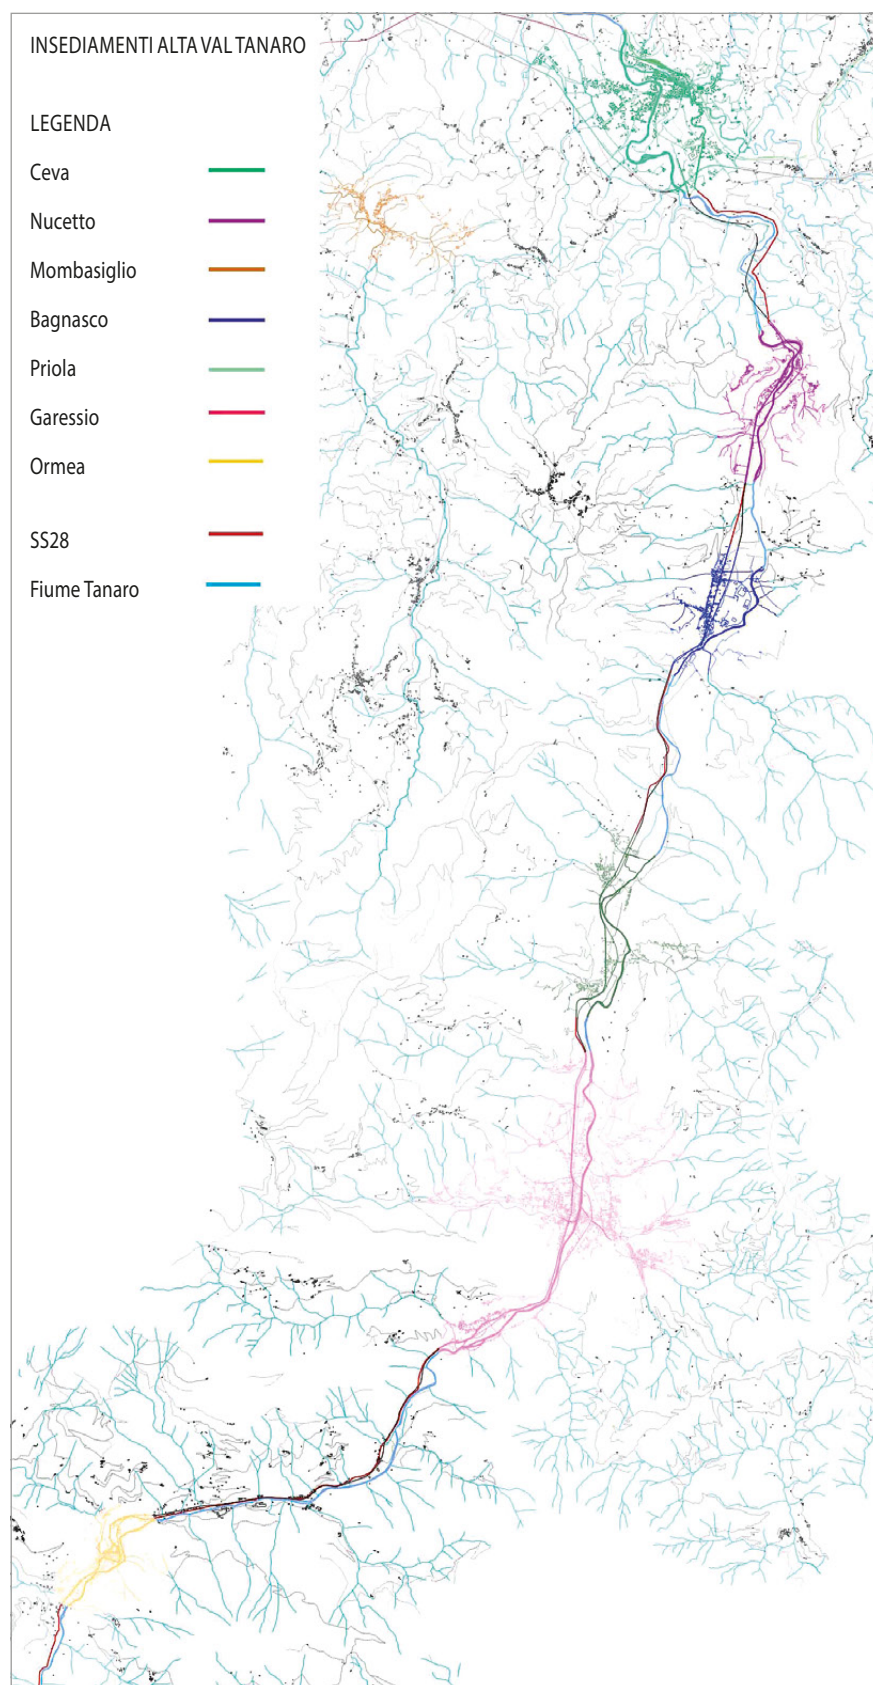 INSEDIAMENTI ALTA VAL TANARO
LEGENDA
Ceva
Nucetto
Mombasiglio
Bagnasco
Priola
Garessio
Ormea
SS28
Fiume Tanaro